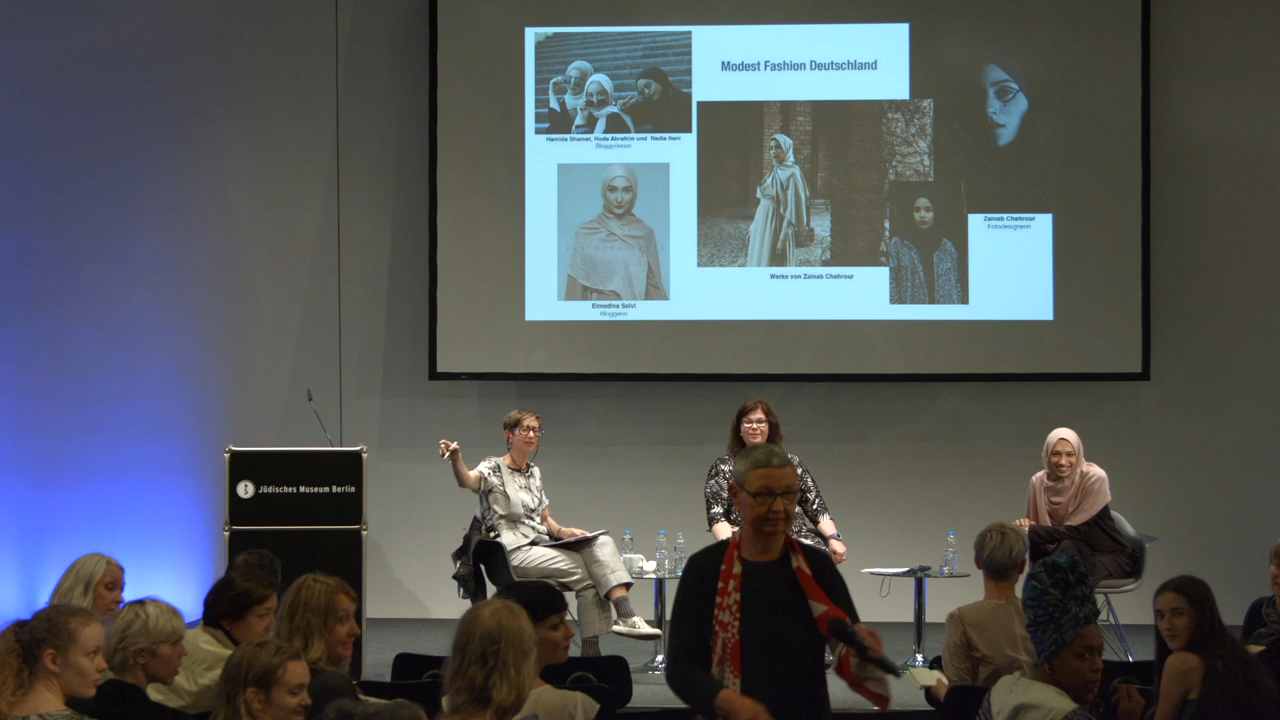 Modest Fashion Deutschland
Hamida Shamat, Hoda Abrahim und Nadia Itani
Bloggerinnen
Zainab Chahrour
Fotodesignerin
Werke von Zainab Chahrour
Elmedina Selvi
Bloggerin
Jüdisches Museum Berlin